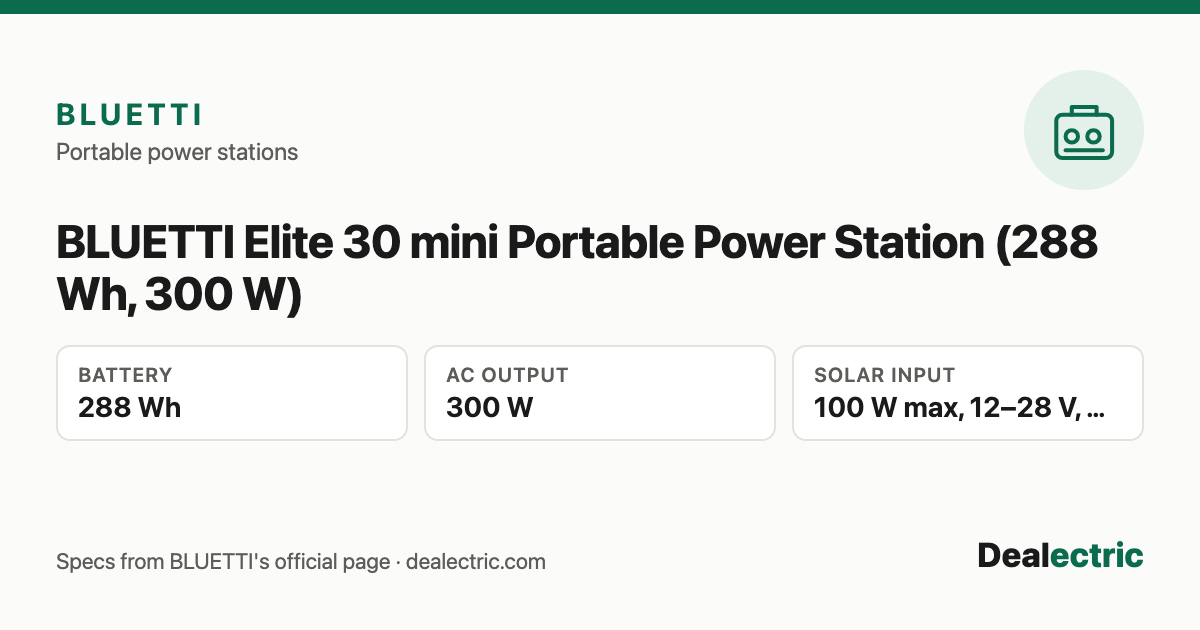 BLUETTI
Portable power stations
BLUETTI Elite 30 mini Portable Power Station (288
Wh, 300 W)
BATTERY
288 Wh
AC OUTPUT
300 W
SOLAR INPUT
100 W max, 12–28 V, ...
Specs from BLUETTI's official page · dealectric.com
Dealectric